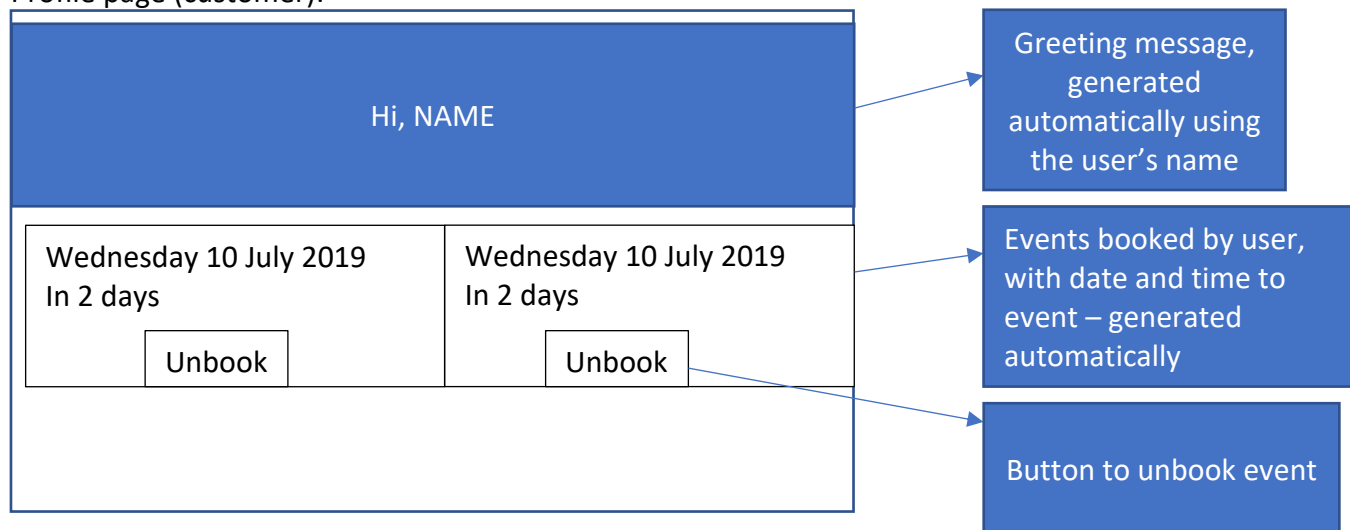 Profile page (customer):
Hi, NAME
Greeting message,
generated
automatically using
the user’s name
Wednesday 10 July 2019
In 2 days
Unbook
Wednesday 10 July 2019
In 2 days
Unbook
Events booked by user,
with date and time to
event – generated
automatically
Button to unbook event